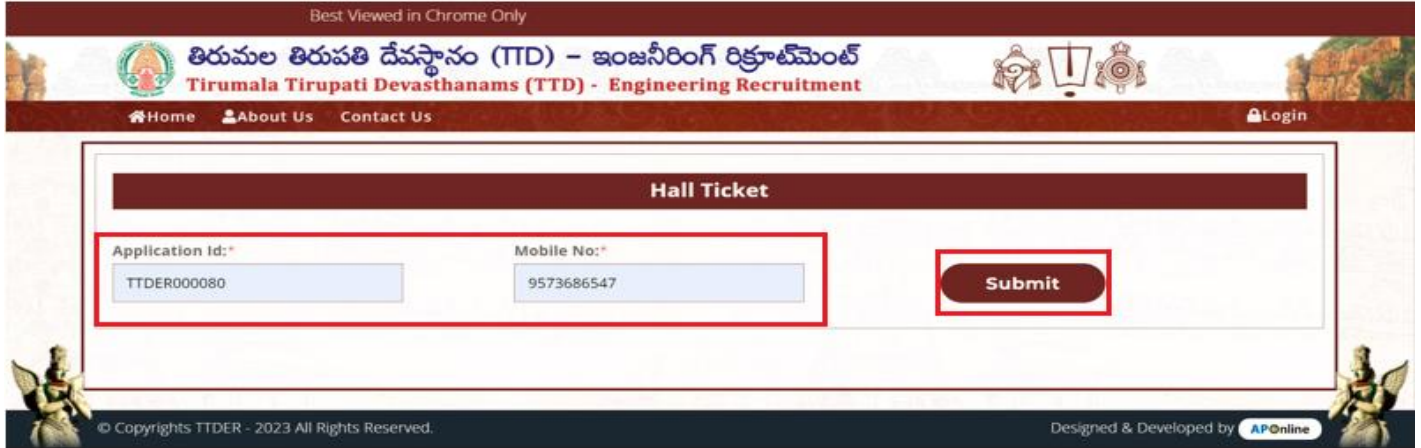 Best Viewed in Chrome Only
తిరుమల తిరుపతి దేవస్థానం (TTD) – ఇంజనీరింగ్ రిక్రూట్‌మెంట్
Tirumala Tirupati Devasthanams (TTD) - Engineering Recruitment
Home About Us Contact Us Login
Hall Ticket
Application Id:* Mobile No:*
TTDER000080 9573686547 Submit
© Copyrights TTDER - 2023 All Rights Reserved. Designed & Developed by APOnline